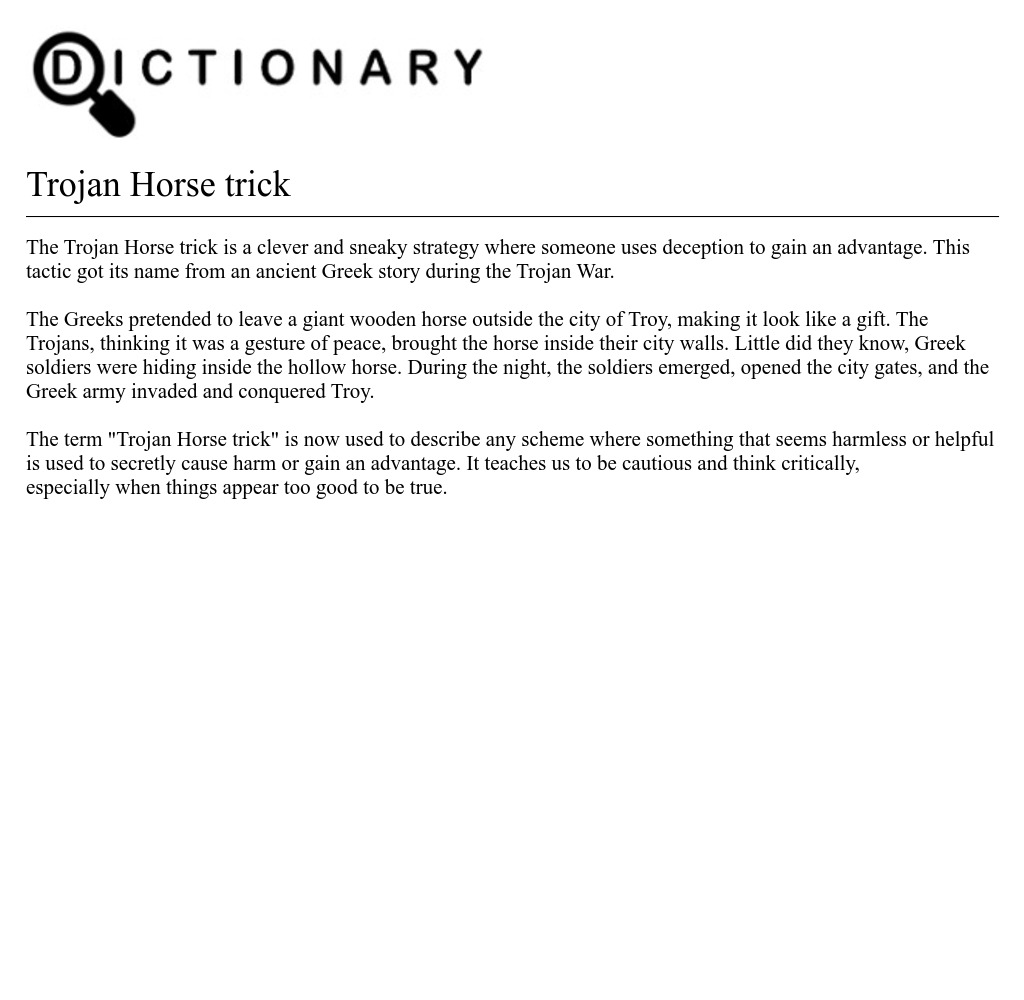 DICTIONARY
Trojan Horse trick
The Trojan Horse trick is a clever and sneaky strategy where someone uses deception to gain an advantage. This
tactic got its name from an ancient Greek story during the Trojan War.
The Greeks pretended to leave a giant wooden horse outside the city of Troy, making it look like a gift. The
Trojans, thinking it was a gesture of peace, brought the horse inside their city walls. Little did they know, Greek
soldiers were hiding inside the hollow horse. During the night, the soldiers emerged, opened the city gates, and the
Greek army invaded and conquered Troy.
The term "Trojan Horse trick" is now used to describe any scheme where something that seems harmless or helpful
is used to secretly cause harm or gain an advantage. It teaches us to be cautious and think critically,
especially when things appear too good to be true.